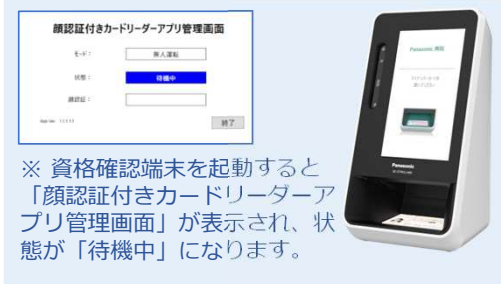 顔認証付きカードリーダーアプリ管理画面
モード：
無人運転
状態：
待機中
顔認証：
終了
Panasonic
Panasonic
※ 資格確認端末を起動すると
「顔認証付きカードリーダーア
プリ管理画面」が表示され、状
態が「待機中」になります。